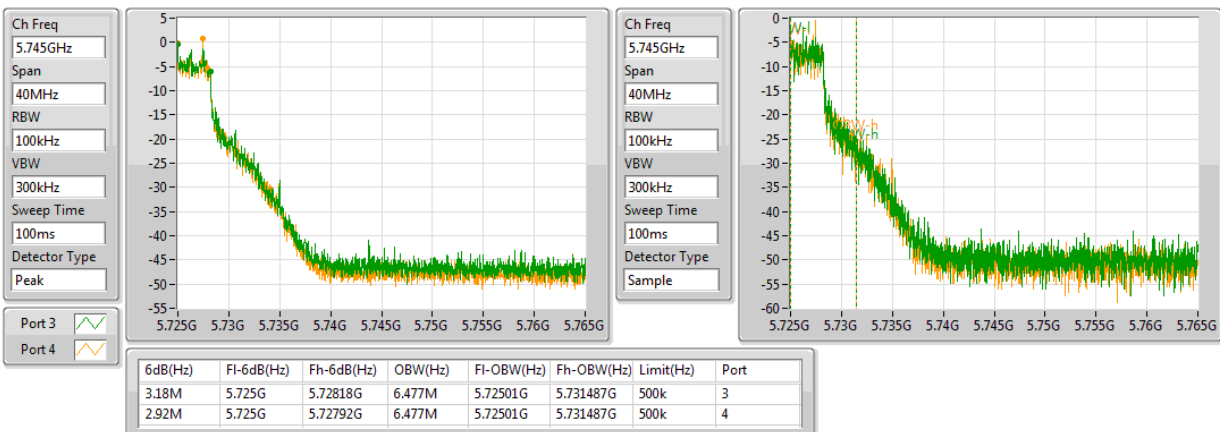 Ch Freq
5.745GHz
Span
40MHz
RBW
100kHz
VBW
300kHz
Sweep Time
100ms
Detector Type
Peak
Port 3
Port 4
5
0
-5
-10
-15
-20
-25
-30
-35
-40
-45
-50
-55
5.725G 5.73G 5.735G 5.74G 5.745G 5.75G 5.755G 5.76G 5.765G
Ch Freq
5.745GHz
Span
40MHz
RBW
100kHz
VBW
300kHz
Sweep Time
100ms
Detector Type
Sample
0
-5
-10
-15
-20
-25
-30
-35
-40
-45
-50
-55
-60
5.725G 5.73G 5.735G 5.74G 5.745G 5.75G 5.755G 5.76G 5.765G
6dB(Hz) Fl-6dB(Hz) Fh-6dB(Hz) OBW(Hz) Fl-OBW(Hz) Fh-OBW(Hz) Limit(Hz) Port
3.18M 5.725G 5.72818G 6.477M 5.72501G 5.731487G 500k 3
2.92M 5.725G 5.72792G 6.477M 5.72501G 5.731487G 500k 4